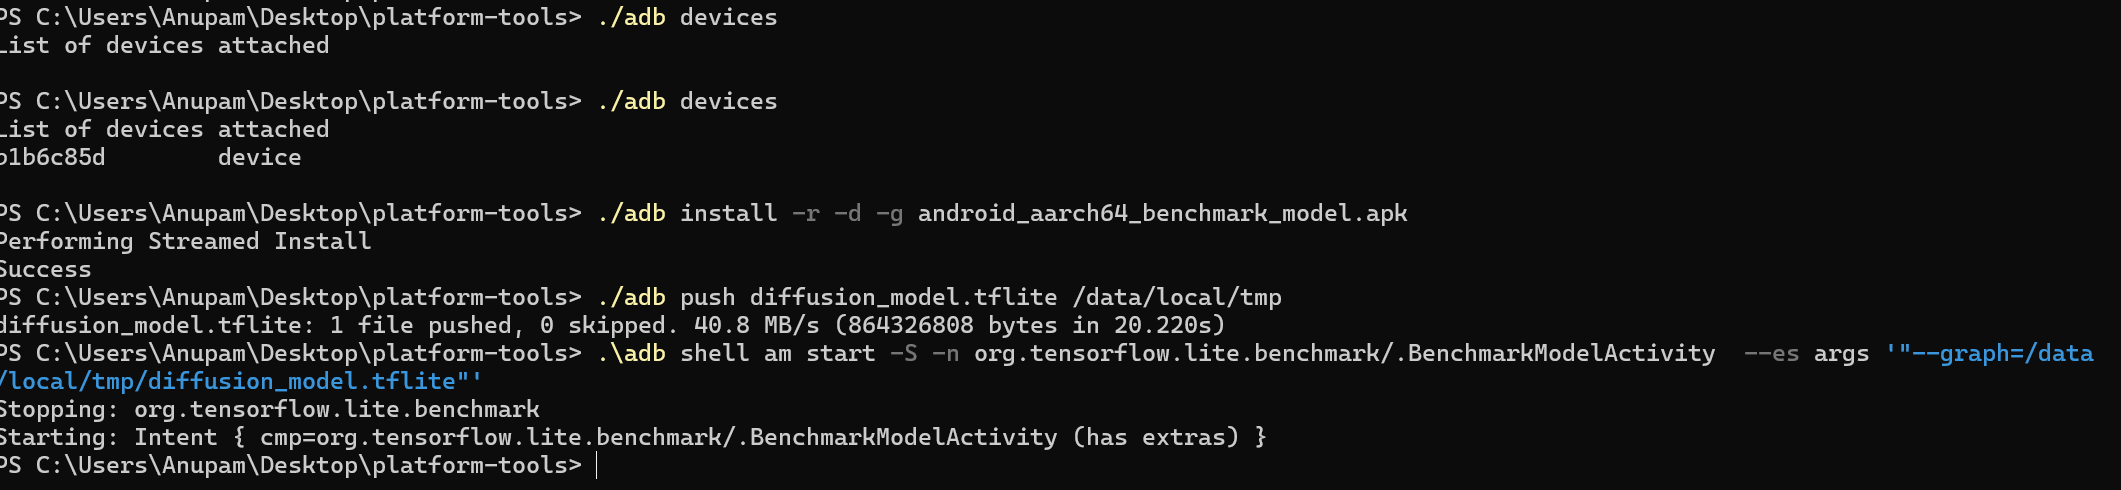 PS C:\Users\Anupam\Desktop\platform-tools> ./adb devices
List of devices attached
PS C:\Users\Anupam\Desktop\platform-tools> ./adb devices
List of devices attached
b1b6c85d        device
PS C:\Users\Anupam\Desktop\platform-tools> ./adb install -r -d -g android_aarch64_benchmark_model.apk
Performing Streamed Install
Success
PS C:\Users\Anupam\Desktop\platform-tools> ./adb push diffusion_model.tflite /data/local/tmp
diffusion_model.tflite: 1 file pushed, 0 skipped. 40.8 MB/s (864326808 bytes in 20.220s)
PS C:\Users\Anupam\Desktop\platform-tools> .\adb shell am start -S -n org.tensorflow.lite.benchmark/.BenchmarkModelActivity  --es args '"--graph=/data
/local/tmp/diffusion_model.tflite"'
Stopping: org.tensorflow.lite.benchmark
Starting: Intent { cmp=org.tensorflow.lite.benchmark/.BenchmarkModelActivity (has extras) }
PS C:\Users\Anupam\Desktop\platform-tools>